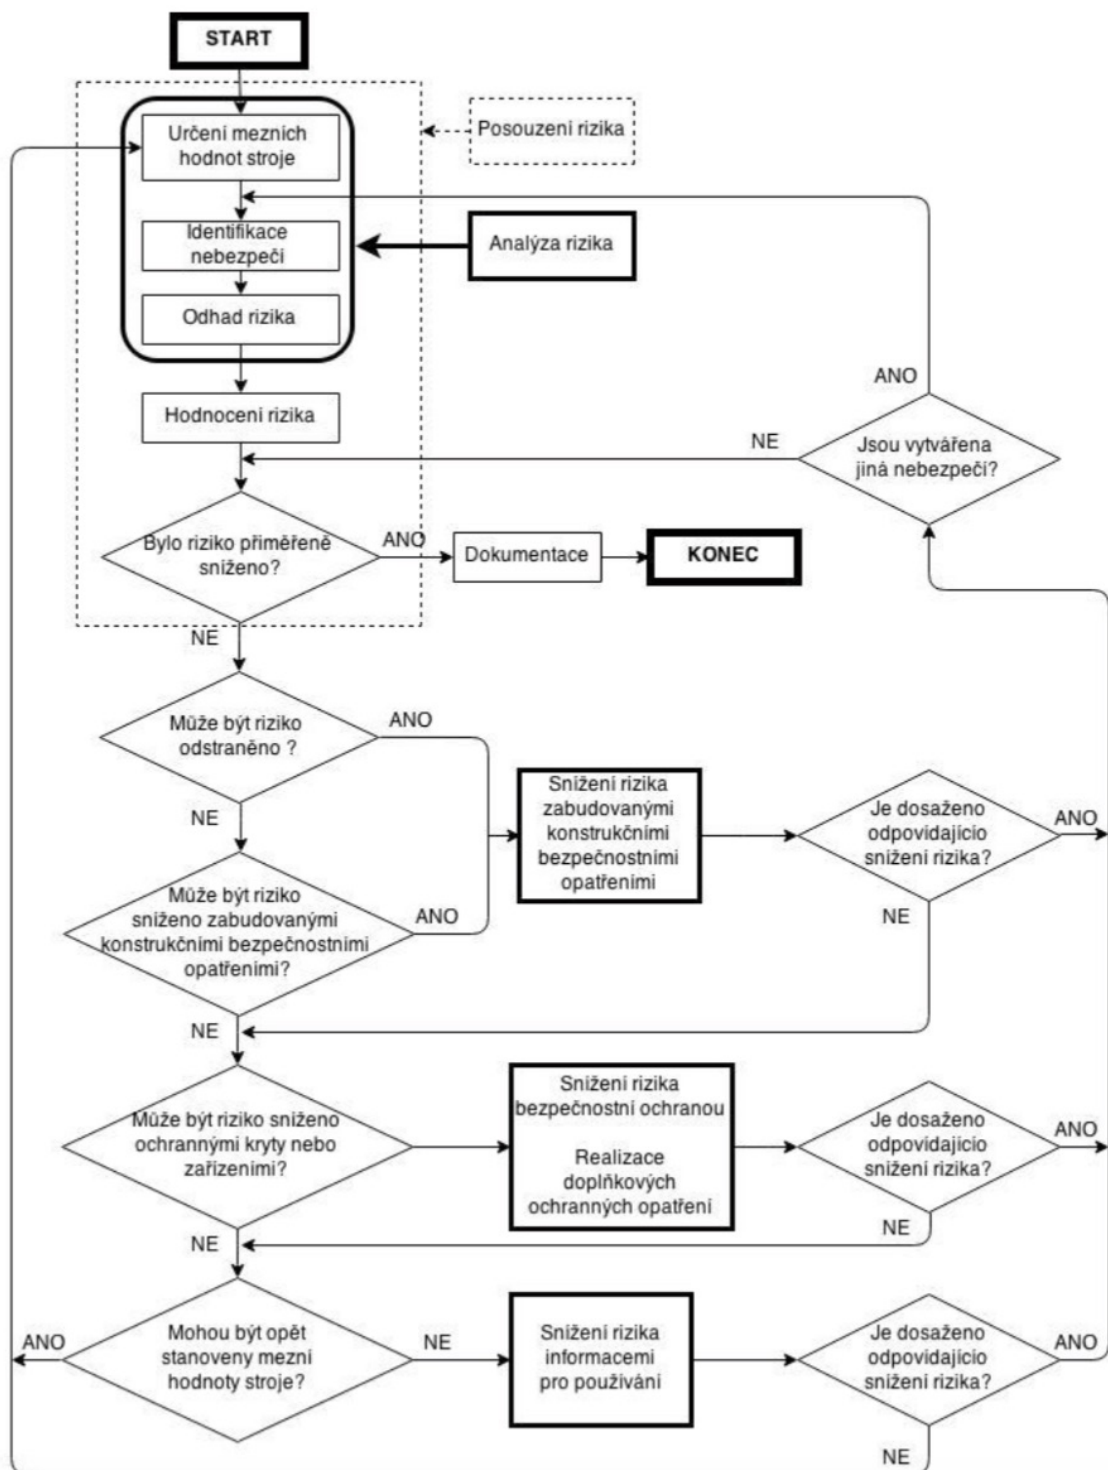 START
Určení mezních
hodnot stroje
Posouzení rizika
Identifikace
nebezpečí
Analýza rizika
Odhad rizika
ANO
Hodnocení rizika
NE
Jsou vytvářena
jiná nebezpečí?
Bylo riziko přiměřeně
sníženo?
ANO
Dokumentace
KONEC
NE
Může být riziko
odstraněno ?
ANO
NE
Snížení rizika
zabudovanými
konstrukčními
bezpečnostními
opatřeními
Je dosaženo
odpovidajício
snížení rizika?
ANO
NE
Může být riziko
sníženo zabudovanými
konstrukčními bezpečnostními
opatřeními?
ANO
NE
Může být riziko sníženo
ochrannými kryty nebo
zařízeními?
Snížení rizika
bezpečnostní ochranou
Realizace
doplňkových
ochranných opatření
Je dosaženo
odpovidajício
snížení rizika?
ANO
NE
NE
Mohou být opět
stanoveny mezní
hodnoty stroje?
ANO
NE
Snížení rizika
informacemi
pro používání
Je dosaženo
odpovidajício
snížení rizika?
ANO
NE